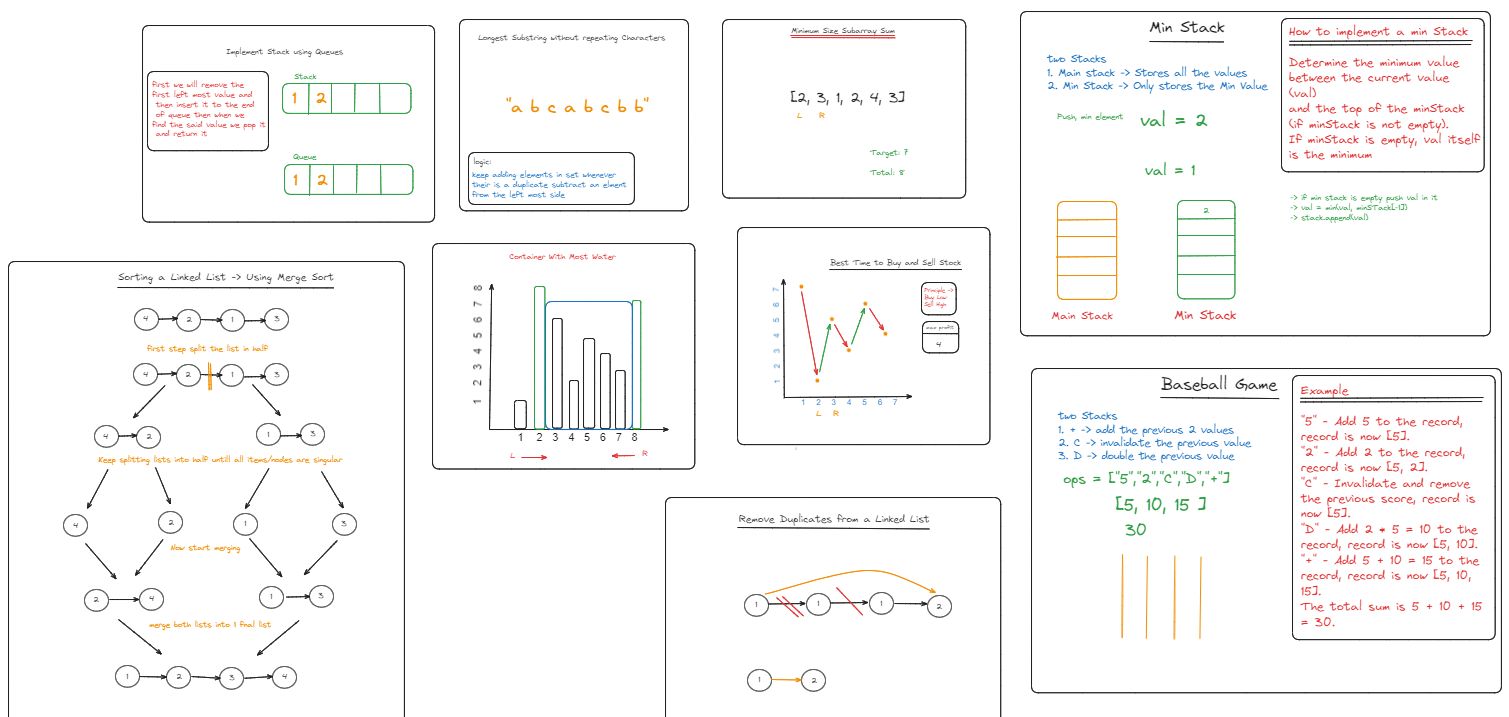 Implement Stack using Queues
first we will remove the
first left most value and
then insert it to the end
of queue then when we
find the said value we pop it
and return it
Stack
1 2
Queue
1 2
Longest Substring without repeating Characters
"a b c a b c b b"
logic:
keep adding elements in set whenever
their is a duplicate subtract an elment
from the left most side
Minimum Size Subarray Sum
[2, 3, 1, 2, 4, 3]
L R
Target: 7
Total: 8
Min Stack
two Stacks
1. Main stack -> Stores all the values
2. Min Stack -> Only stores the Min Value
Push, min element
val = 2
val = 1
2
Main Stack
Min Stack
How to implement a min Stack
Determine the minimum value
between the current value
(val)
and the top of the minStack
(if minStack is not empty).
If minStack is empty, val itself
is the minimum
-> if min stack is empty push val in it
-> val = min(val, minSTack[-1])
-> stack.append(val)
Sorting a Linked List -> Using Merge Sort
4 2 1 3
first step split the list in half
4 2 1 3
4 2 1 3
Keep splitting lists into half untill all items/nodes are singular
4 2 1 3
Now start merging
2 4 1 3
merge both lists into 1 fnal list
1 2 3 4
Container With Most Water
8
7
6
5
4
3
2
1
1 2 3 4 5 6 7 8
L R
Best Time to Buy and Sell Stock
Principle ->
Buy Low
Sell High
max profit
4
7
6
5
4
3
2
1
1 2 3 4 5 6 7
L R
Remove Duplicates from a Linked List
1 1 1 2
1 2
Baseball Game
two Stacks
1. + -> add the previous 2 values
2. C -> invalidate the previous value
3. D -> double the previous value
ops = ["5","2","C","D","+"]
[5, 10, 15 ]
30
Example
"5" - Add 5 to the record,
record is now [5].
"2" - Add 2 to the record,
record is now [5, 2].
"C" - Invalidate and remove
the previous score, record is
now [5].
"D" - Add 2 * 5 = 10 to the
record, record is now [5, 10].
"+" - Add 5 + 10 = 15 to the
record, record is now [5, 10,
15].
The total sum is 5 + 10 + 15
= 30.